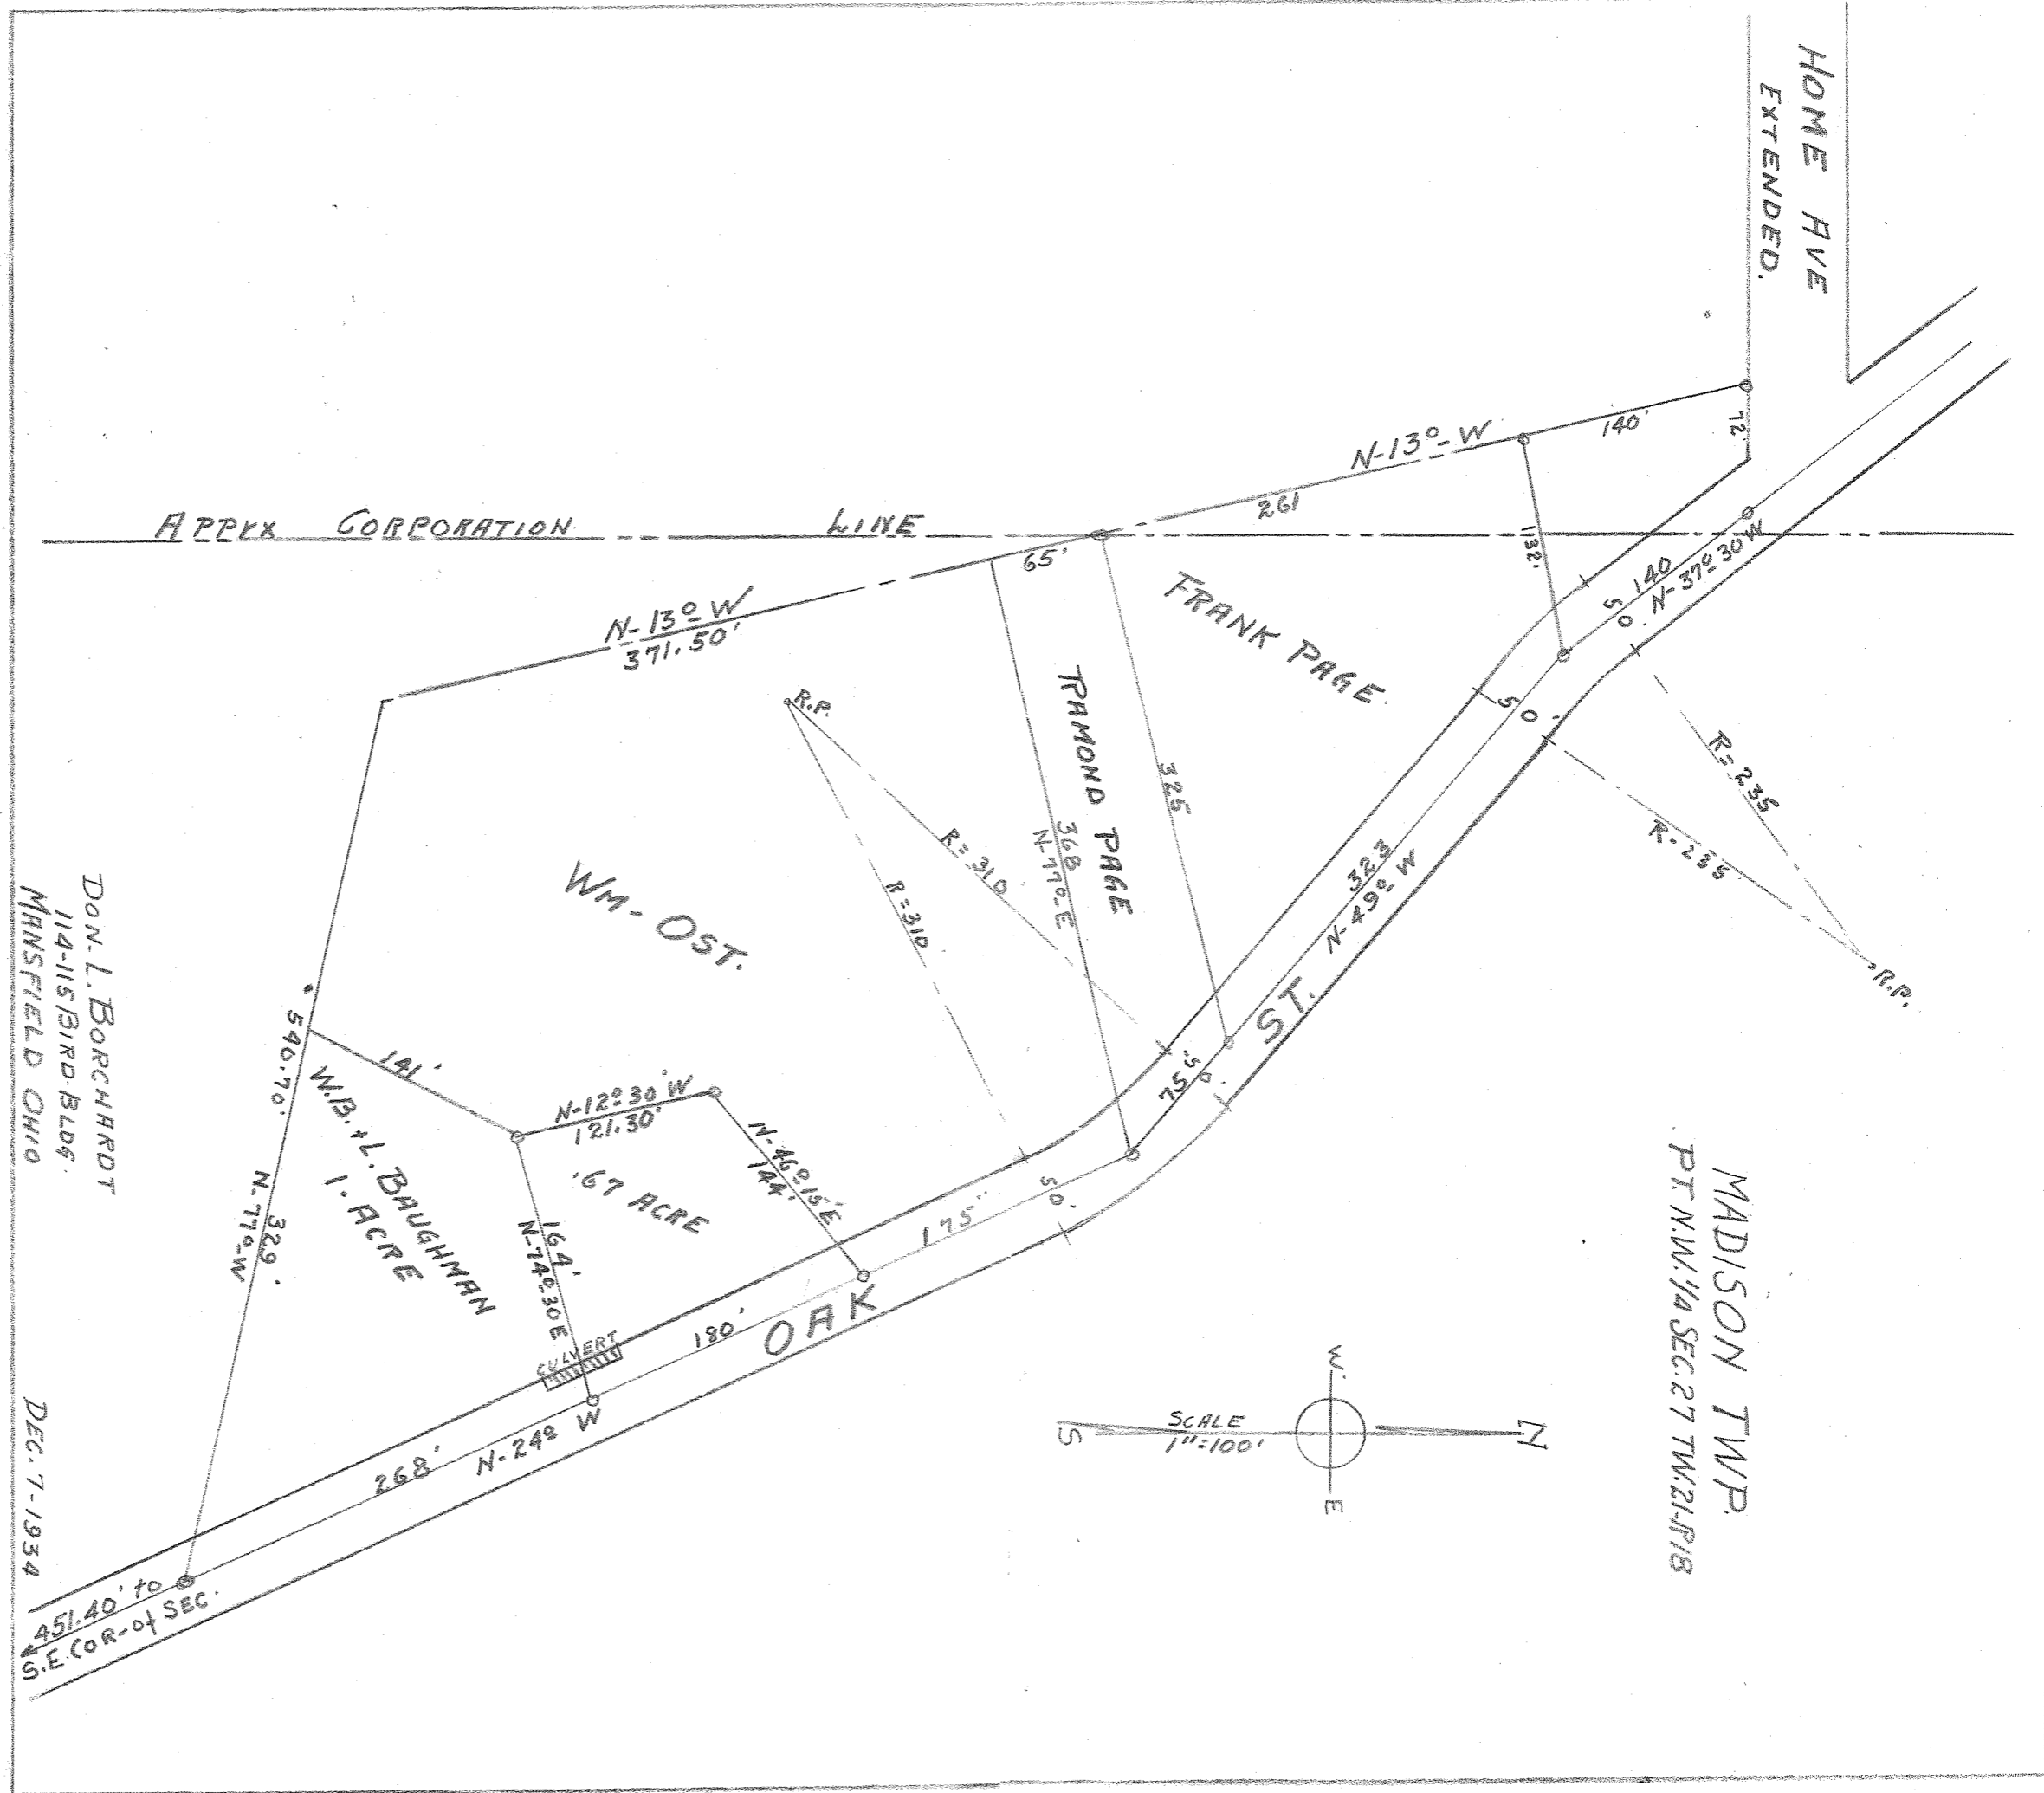 HOME AVE
EXTENDED.
72'
140'
N-13°-W
261
132'
140
N-37°30'W
50'
50'
APPRX CORPORATION LINE
65'
N-13° W
371.50'
FRANK PAGE.
RAMOND PAGE
325
368
N-77°-E
R.P.
R=310
R=310
R=235
R=235
R.P.
323
N-49° W
WM-OST.
ST.
50'
75'
50'
175'
OAK
180'
N-46°15'E
144'
N-12°30'W
121.30'
.67 ACRE
164'
N-74°30'E
CULVERT
141'
W.B.+L. BAUGHMAN
1. ACRE
540.70'
329'
N-77°-W
268'
N-24° W
451.40' to
S.E. COR-of SEC.
MADISON TWP.
PT. N.W. 1/4 SEC. 27 TW.21-R18
W.
E
N
S
SCALE
1"=100'
DON-L. BORCHARDT
114-115 BIRD-BLDG.
MANSFIELD OHIO
DEC. 7-1934